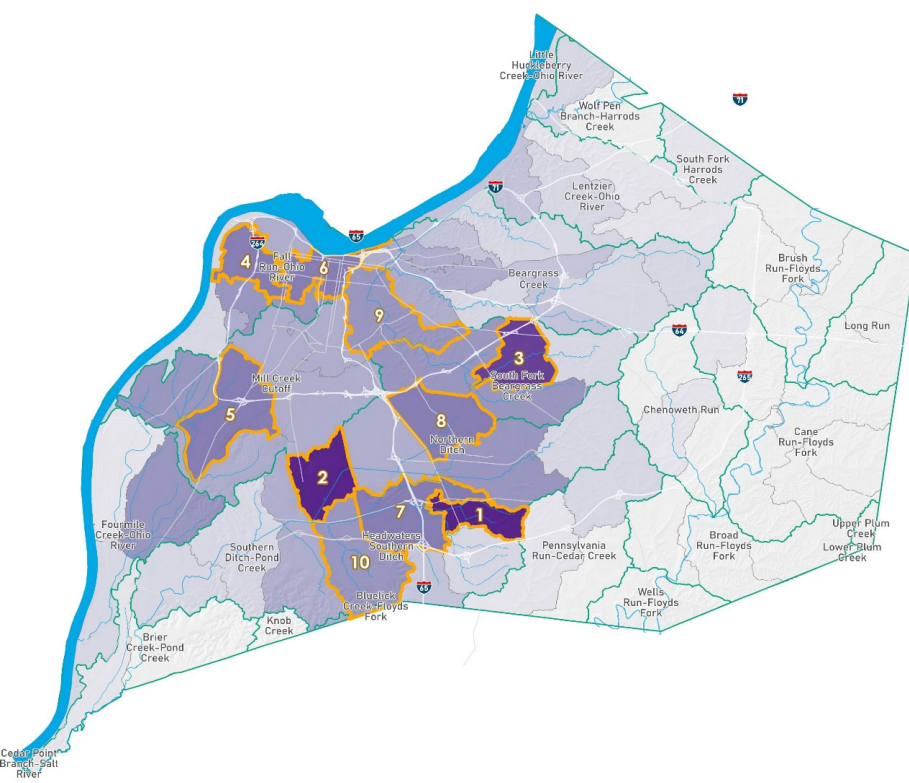 Little
Huckleberry
Creek-Ohio River
71
Wolf Pen
Branch-Harrods
Creek
South Fork
Harrods
Creek
71
Lentzier
Creek-Ohio
River
65
264
4
Fall
Run-Ohio
River
6
Beargrass
Creek
Brush
Run-Floyds
Fork
9
Long Run
64
3
South Fork
Beargrass
Creek
265
Mill Creek
Cutoff
5
8
Northern
Ditch
Chenoweth Run
Cane
Run-Floyds
Fork
2
7
1
Fourmile
Creek-Ohio
River
Headwaters
Southern
Ditch
Southern
Ditch-Pond
Creek
10
Pennsylvania
Run-Cedar Creek
Broad
Run-Floyds
Fork
Upper Plum
Creek
Lower Plum
Creek
65
Bluelick
Creek-Floyds
Fork
Wells
Run-Floyds
Fork
Knob
Creek
Brier
Creek-Pond
Creek
Cedar Point
Branch-Salt
River